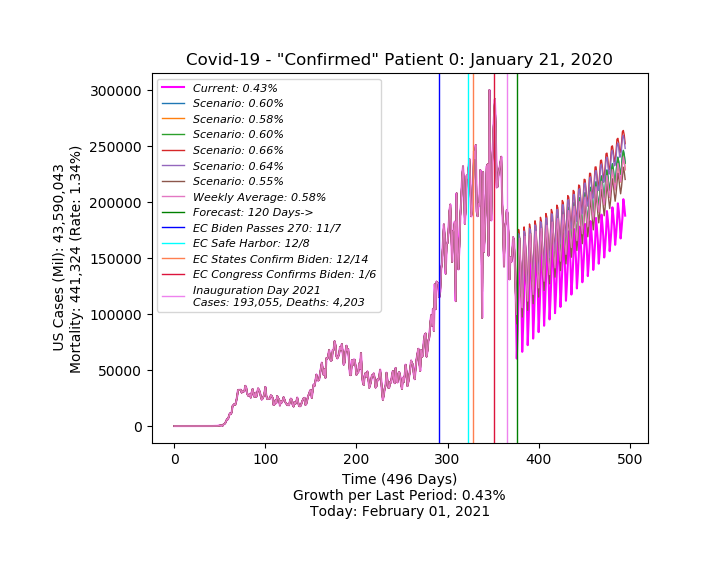 Covid-19 - "Confirmed" Patient 0: January 21, 2020
300000
250000
200000
150000
100000
50000
0
US Cases (Mil): 43,590,043
Mortality: 441,324 (Rate: 1.34%)
Current: 0.43%
Scenario: 0.60%
Scenario: 0.58%
Scenario: 0.60%
Scenario: 0.66%
Scenario: 0.64%
Scenario: 0.55%
Weekly Average: 0.58%
Forecast: 120 Days->
EC Biden Passes 270: 11/7
EC Safe Harbor: 12/8
EC States Confirm Biden: 12/14
EC Congress Confirms Biden: 1/6
Inauguration Day 2021
Cases: 193,055, Deaths: 4,203
0 100 200 300 400 500
Time (496 Days)
Growth per Last Period: 0.43%
Today: February 01, 2021